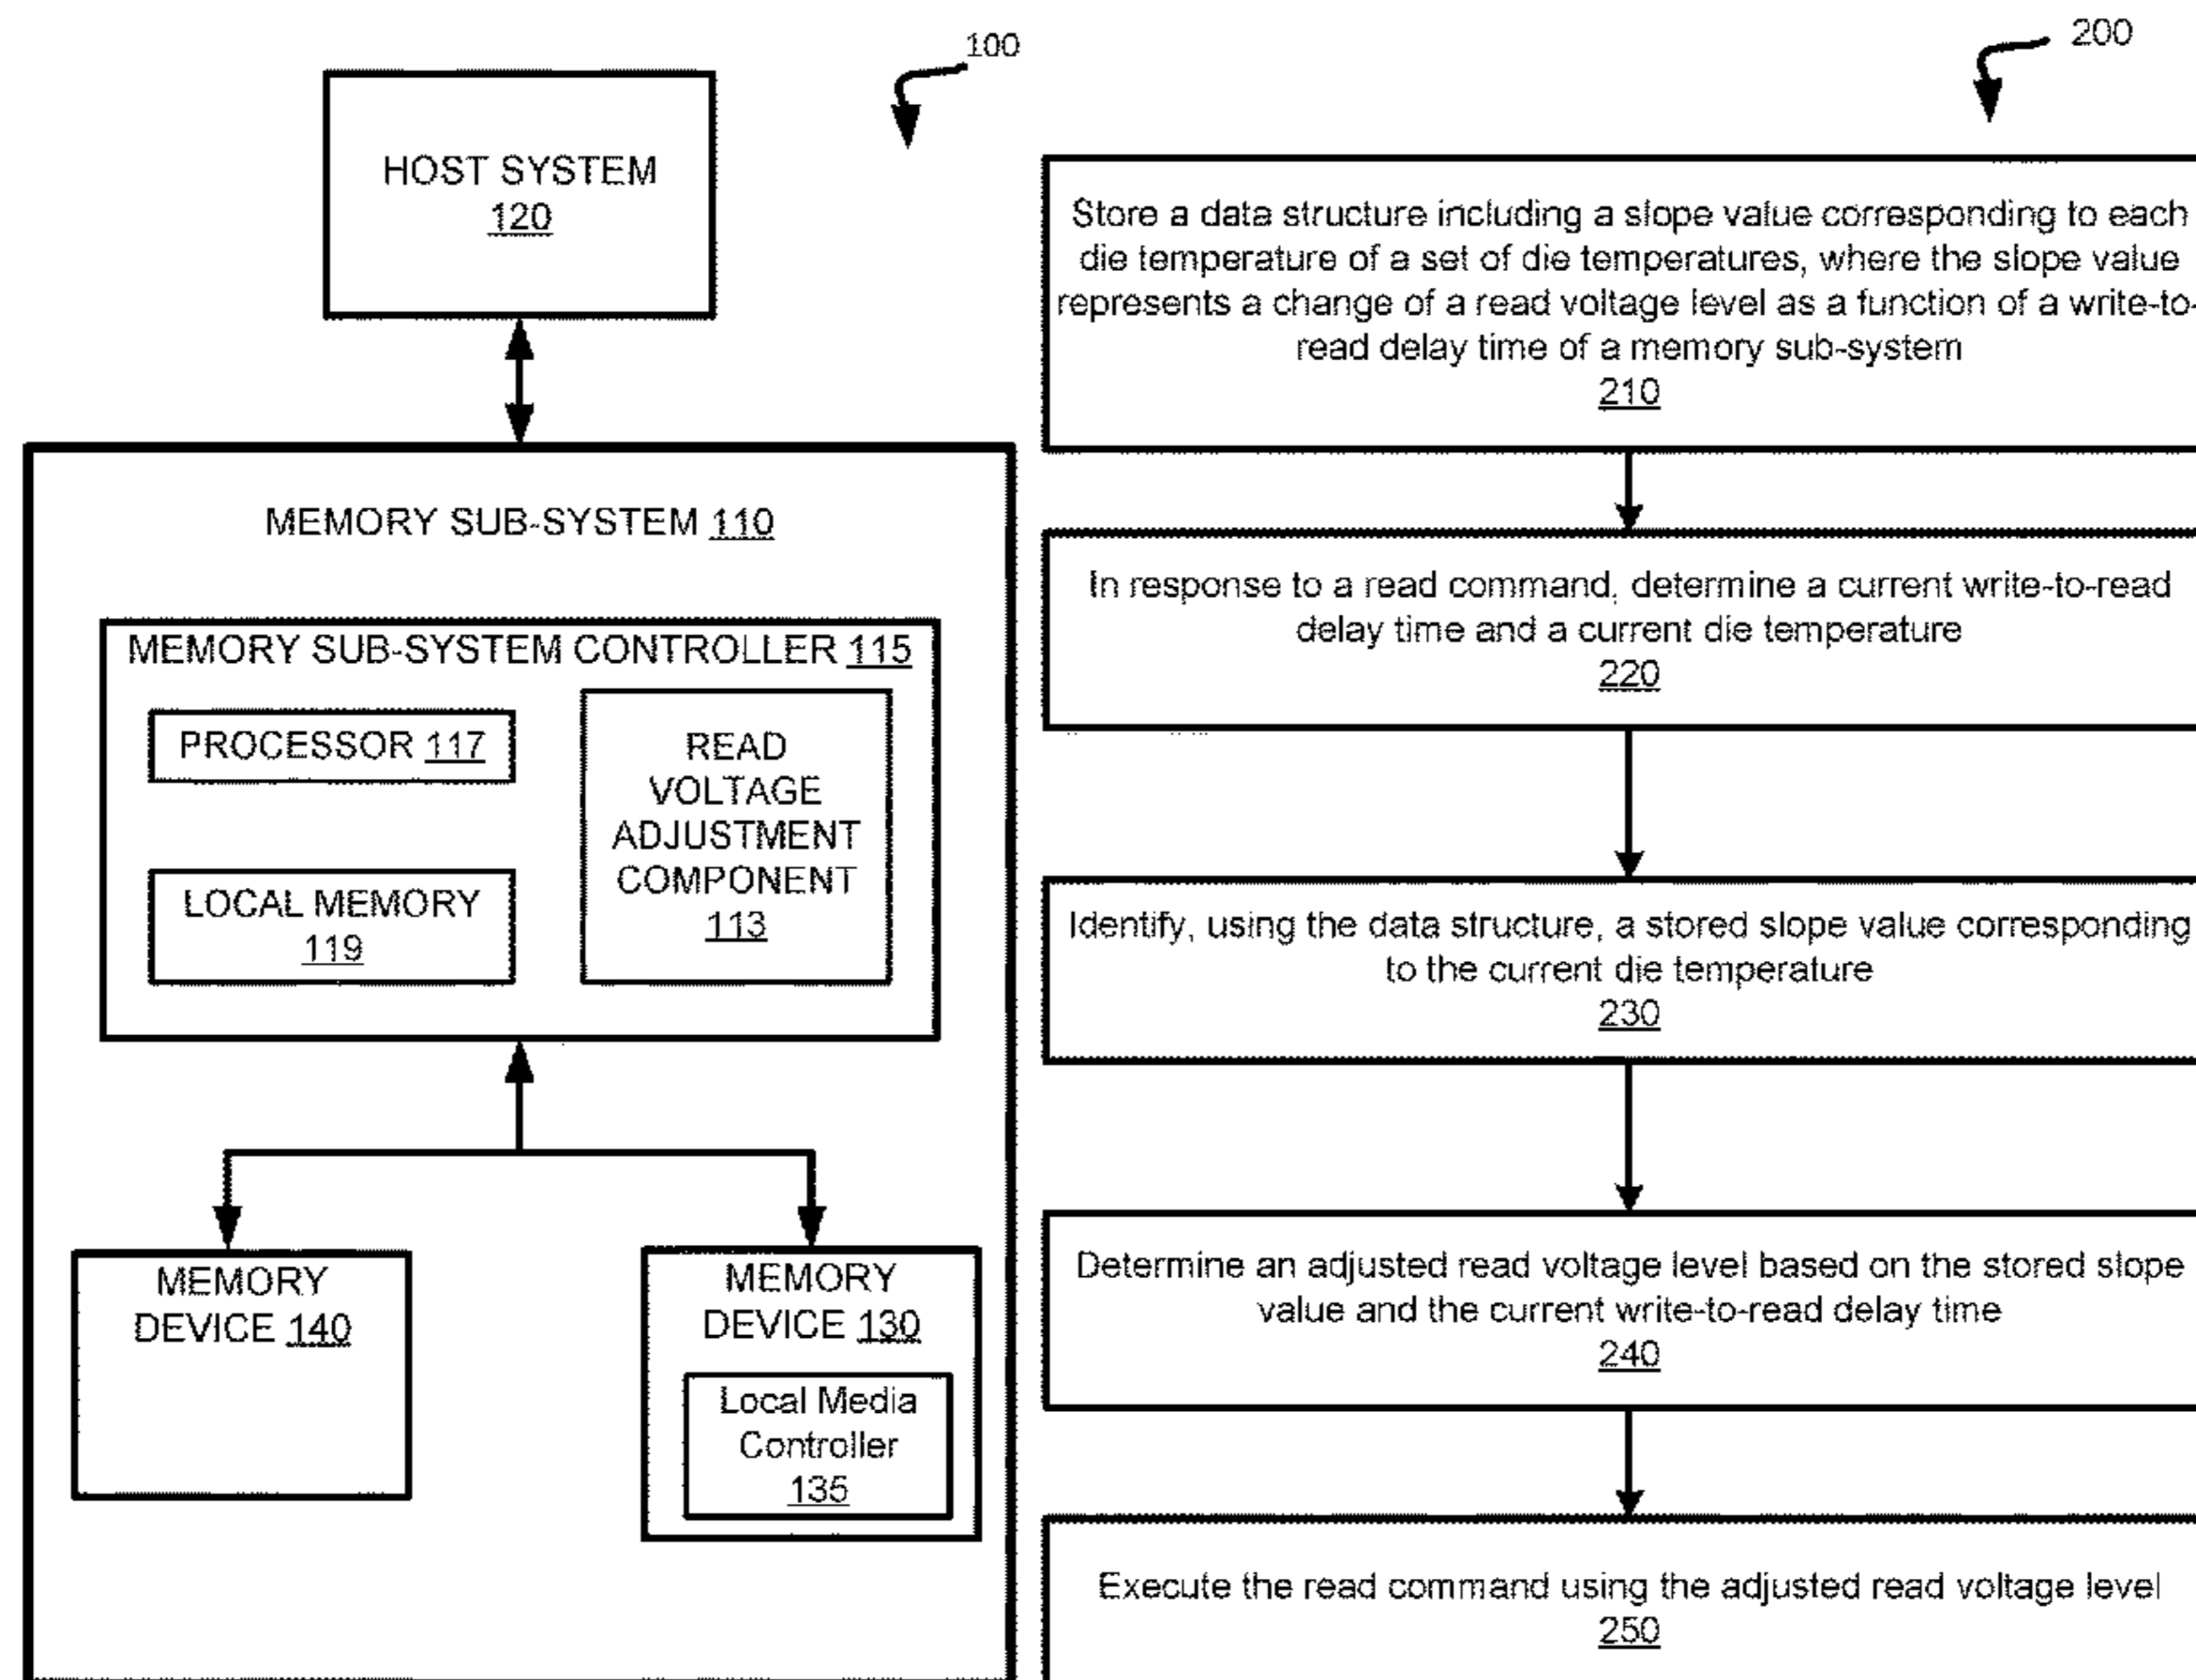 100
HOST SYSTEM
120
MEMORY SUB-SYSTEM 110
MEMORY SUB-SYSTEM CONTROLLER 115
PROCESSOR 117
LOCAL MEMORY
119
READ
VOLTAGE
ADJUSTMENT
COMPONENT
113
MEMORY
DEVICE 140
MEMORY
DEVICE 130
Local Media
Controller
135
200
Store a data structure including a slope value corresponding to each
die temperature of a set of die temperatures, where the slope value
represents a change of a read voltage level as a function of a write-to-
read delay time of a memory sub-system
210
In response to a read command, determine a current write-to-read
delay time and a current die temperature
220
Identify, using the data structure, a stored slope value corresponding
to the current die temperature
230
Determine an adjusted read voltage level based on the stored slope
value and the current write-to-read delay time
240
Execute the read command using the adjusted read voltage level
250